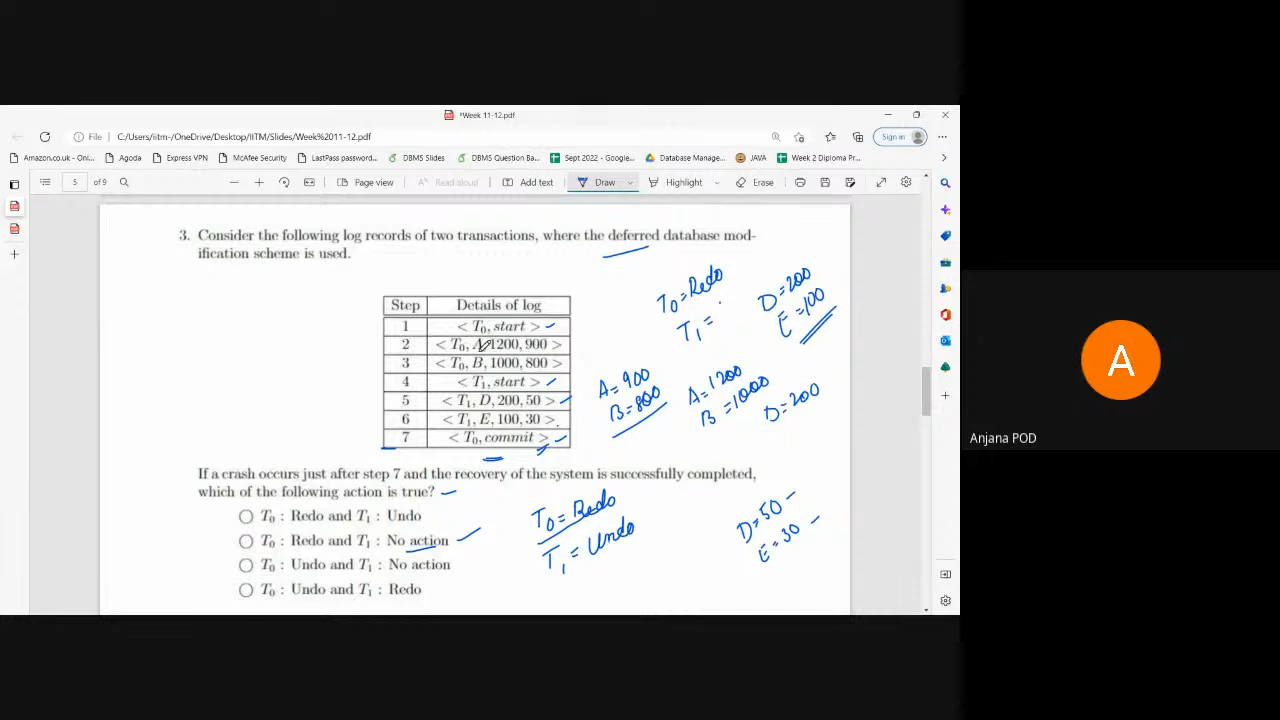 *Week 11-12.pdf
File C:/Users/iitm-/OneDrive/Desktop/IITM/Slides/Week%2011-12.pdf Sign in
Amazon.co.uk - Onl... Agoda Express VPN McAfee Security LastPass password... DBMS Slides DBMS Question Ba... Sept 2022 - Google... Database Manage... JAVA Week 2 Diploma Pr...
5 of 9 Page view Read aloud Add text Draw Highlight Erase
3. Consider the following log records of two transactions, where the deferred database mod-
ification scheme is used.
Step Details of log
1 < T0, start >
2 < T0, A, 1200, 900 >
3 < T0, B, 1000, 800 >
4 < T1, start >
5 < T1, D, 200, 50 >
6 < T1, E, 100, 30 >
7 < T0, commit >
T0 = Redo
T1 =
D = 200
E = 100
A = 900
B = 800
A = 1200
B = 1000
D = 200
If a crash occurs just after step 7 and the recovery of the system is successfully completed,
which of the following action is true?
T0 : Redo and T1 : Undo
T0 : Redo and T1 : No action
T0 : Undo and T1 : No action
T0 : Undo and T1 : Redo
T0 = Redo
T1 = Undo
D = 50
E = 30
A
Anjana POD